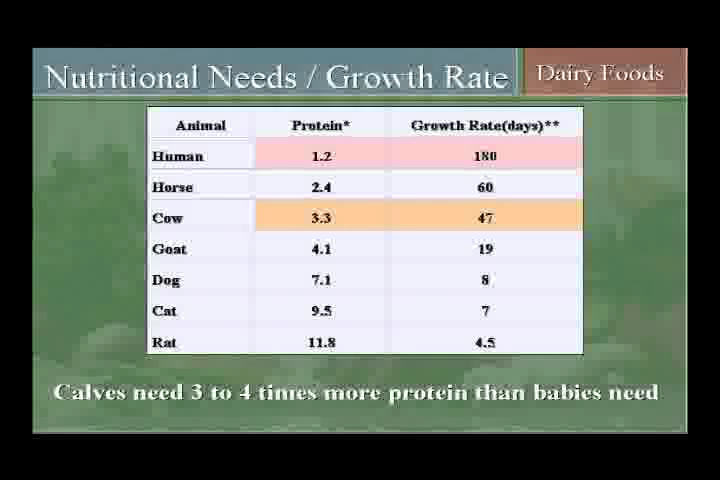 Nutritional Needs / Growth Rate
Dairy Foods
Animal Protein* Growth Rate(days)**
Human 1.2 180
Horse 2.4 60
Cow 3.3 47
Goat 4.1 19
Dog 7.1 8
Cat 9.5 7
Rat 11.8 4.5
Calves need 3 to 4 times more protein than babies need